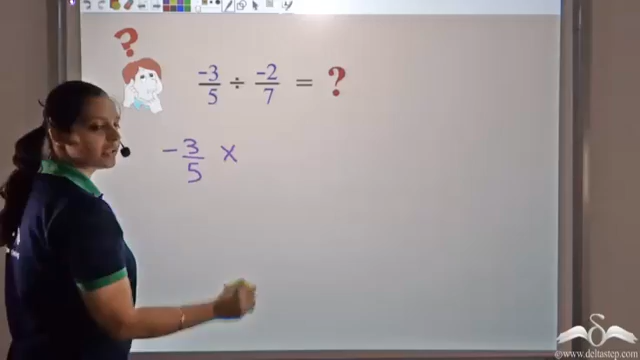 ?
-3/5 ÷ -2/7 = ?
-3/5 ×
©www.deltastep.com